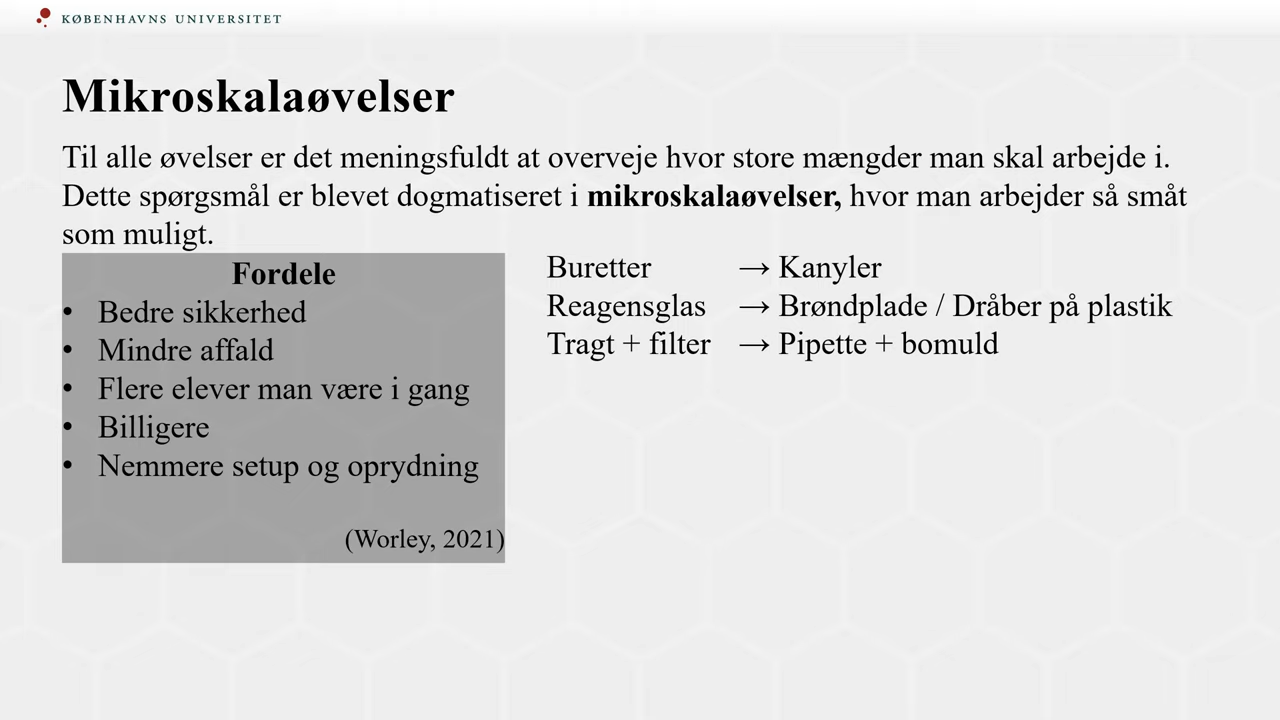 KØBENHAVNS UNIVERSITET
Mikroskalaøvelser
Til alle øvelser er det meningsfuldt at overveje hvor store mængder man skal arbejde i.
Dette spørgsmål er blevet dogmatiseret i mikroskalaøvelser, hvor man arbejder så småt
som muligt.
Fordele
• Bedre sikkerhed
• Mindre affald
• Flere elever man være i gang
• Billigere
• Nemmere setup og oprydning
(Worley, 2021)
Buretter → Kanyler
Reagensglas → Brøndplade / Dråber på plastik
Tragt + filter → Pipette + bomuld